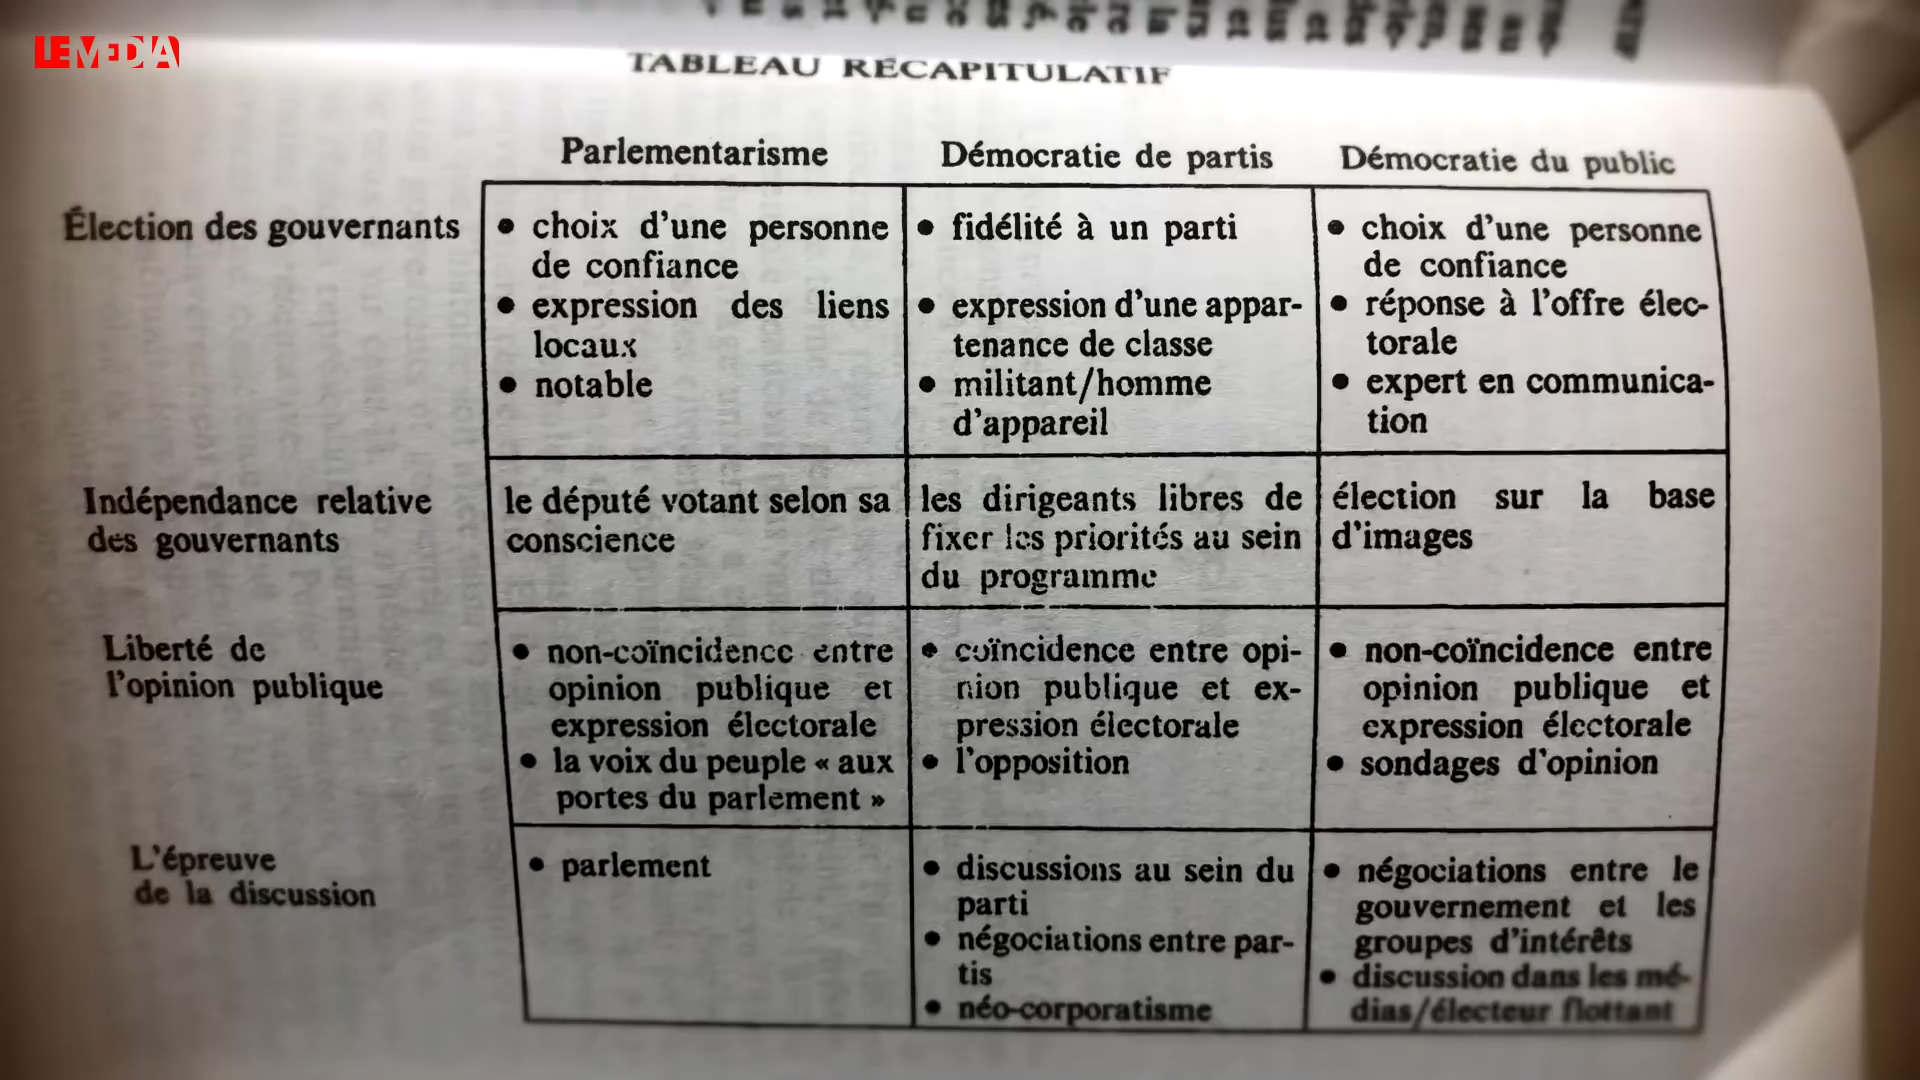 LEMEDIA
TABLEAU RÉCAPITULATIF
Parlementarisme
Démocratie de partis
Démocratie du public
Élection des gouvernants
• choix d'une personne
de confiance
• expression des liens
locaux
• notable
• fidélité à un parti
• expression d'une appar-
tenance de classe
• militant/homme
d'appareil
• choix d'une personne
de confiance
• réponse à l'offre élec-
torale
• expert en communica-
tion
Indépendance relative
des gouvernants
le député votant selon sa
conscience
les dirigeants libres de
fixer les priorités au sein
du programme
élection sur la base
d'images
Liberté de
l'opinion publique
• non-coïncidence entre
opinion publique et
expression électorale
• la voix du peuple « aux
portes du parlement »
• coïncidence entre opi-
nion publique et ex-
pression électorale
• l'opposition
• non-coïncidence entre
opinion publique et
expression électorale
• sondages d'opinion
L'épreuve
de la discussion
• parlement
• discussions au sein du
parti
• négociations entre par-
tis
• néo-corporatisme
• négociations entre le
gouvernement et les
groupes d'intérêts
• discussion dans les mé-
dias/électeur flottant